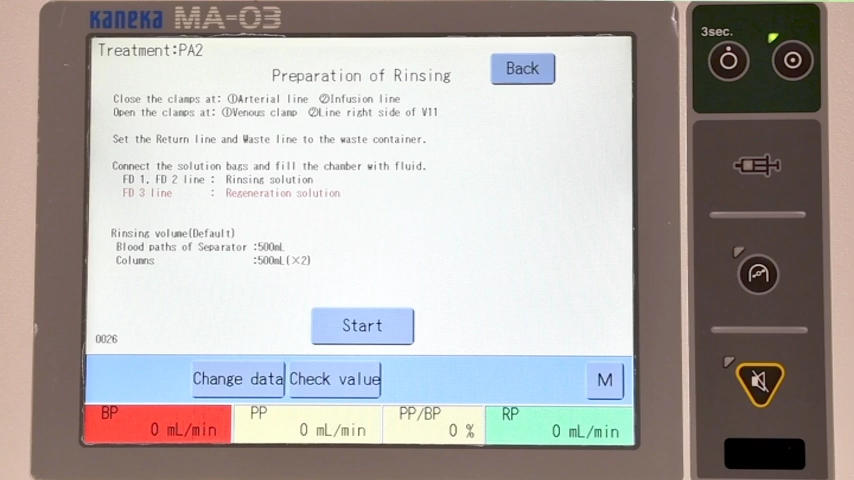 Kaneka MA-03
Treatment:PA2
Preparation of Rinsing
Back
Close the clamps at: ①Arterial line ②Infusion line
Open the clamps at: ①Venous clamp ②Line right side of V11
Set the Return line and Waste line to the waste container.
Connect the solution bags and fill the chamber with fluid.
FD 1, FD 2 line : Rinsing solution
FD 3 line : Regeneration solution
Rinsing volume(Default)
Blood paths of Separator :500mL
Columns :500mL(×2)
Start
0026
Change data Check value M
BP PP PP/BP RP
0 mL/min 0 mL/min 0 % 0 mL/min
3sec.